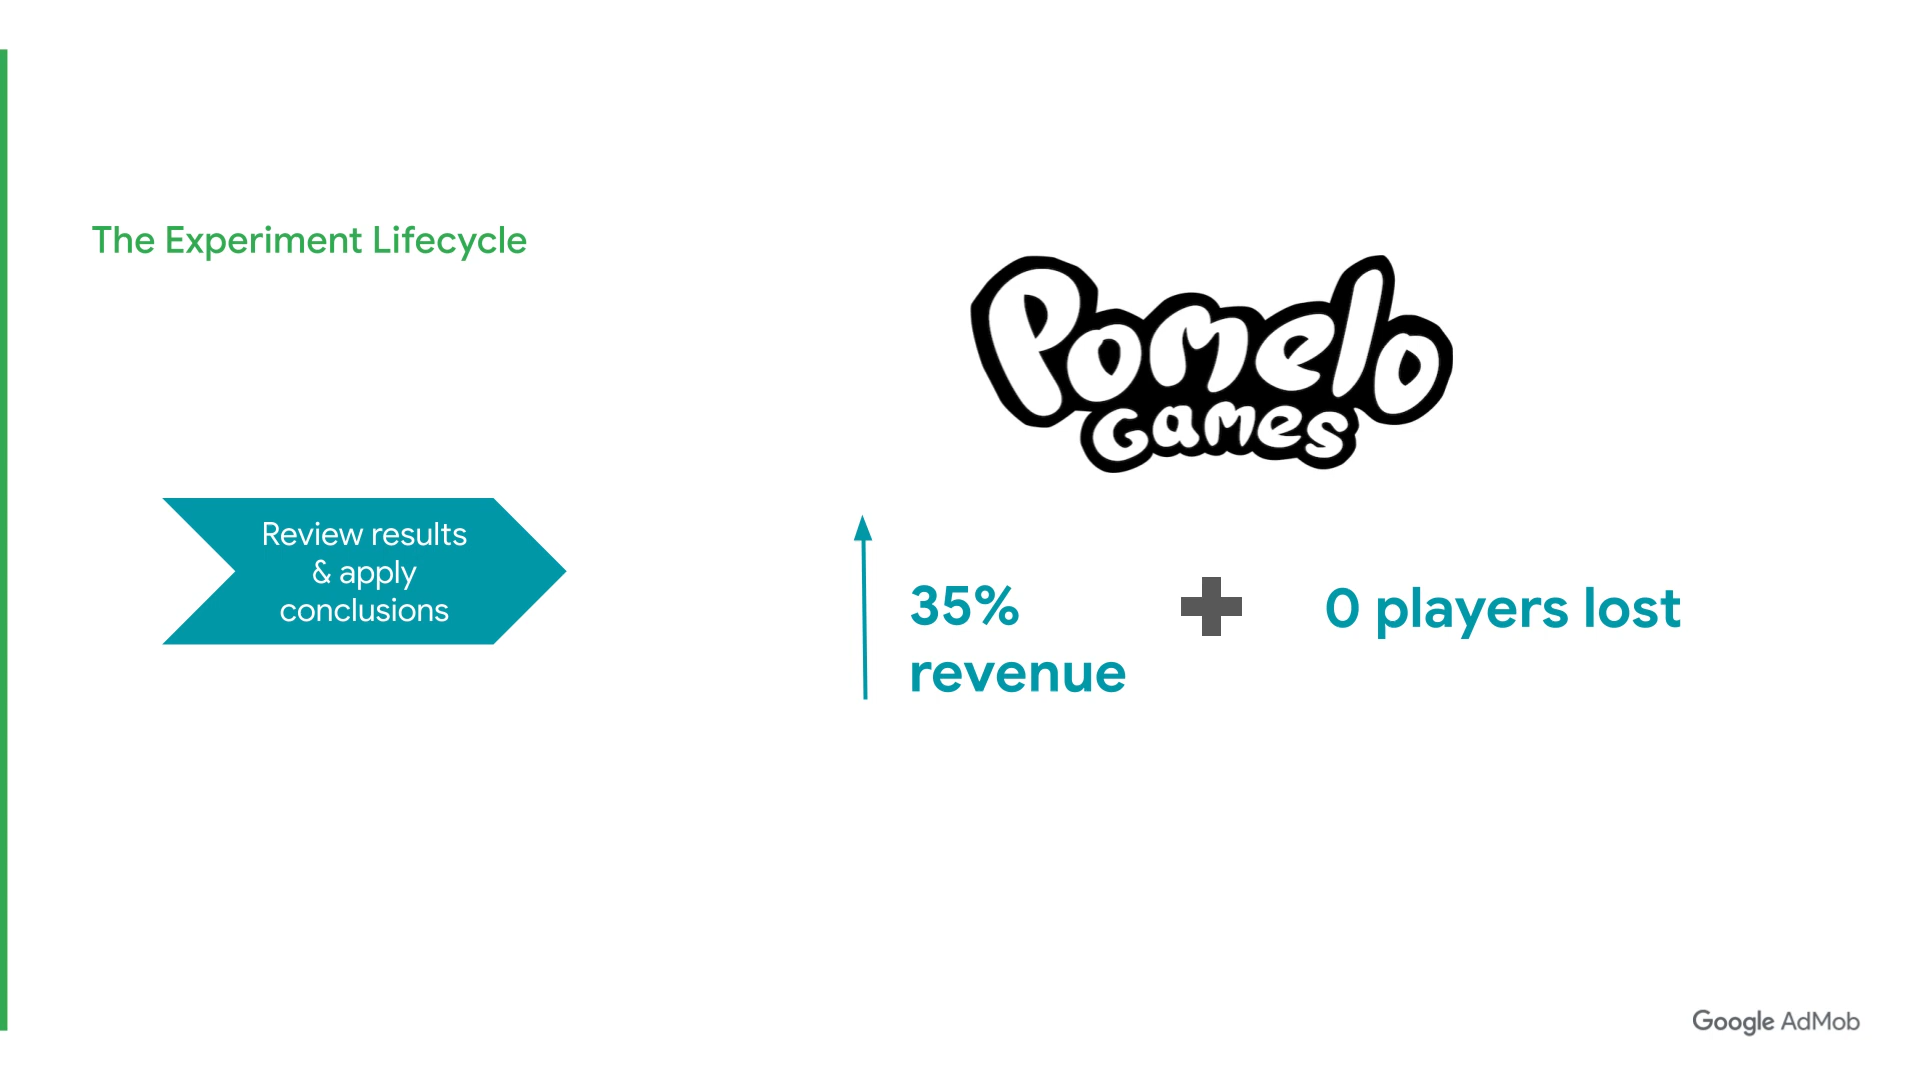 The Experiment Lifecycle
Pomelo
Games
Review results
& apply
conclusions
35%
revenue
0 players lost
Google AdMob